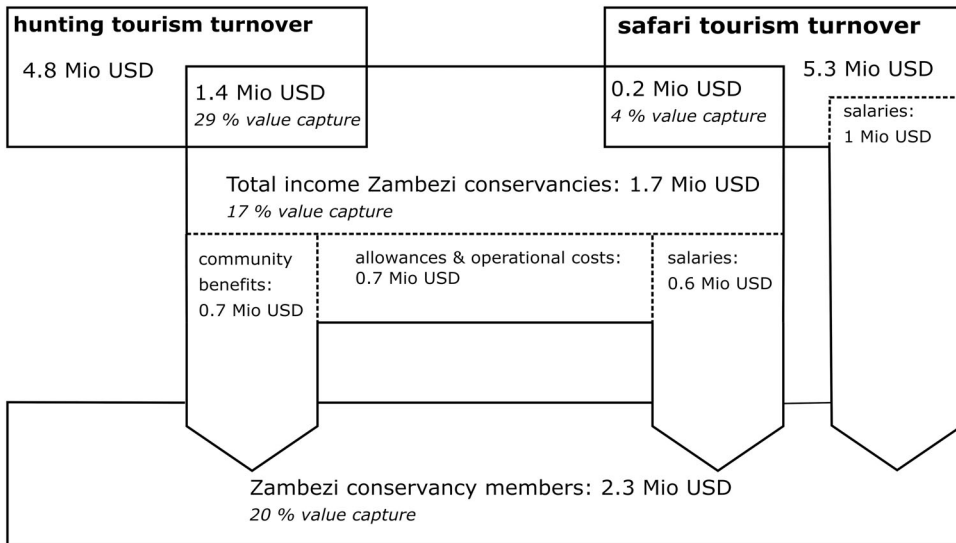 hunting tourism turnover
4.8 Mio USD
1.4 Mio USD
29 % value capture
safari tourism turnover
5.3 Mio USD
0.2 Mio USD
4 % value capture
salaries:
1 Mio USD
Total income Zambezi conservancies: 1.7 Mio USD
17 % value capture
community
benefits:
0.7 Mio USD
allowances & operational costs:
0.7 Mio USD
salaries:
0.6 Mio USD
Zambezi conservancy members: 2.3 Mio USD
20 % value capture